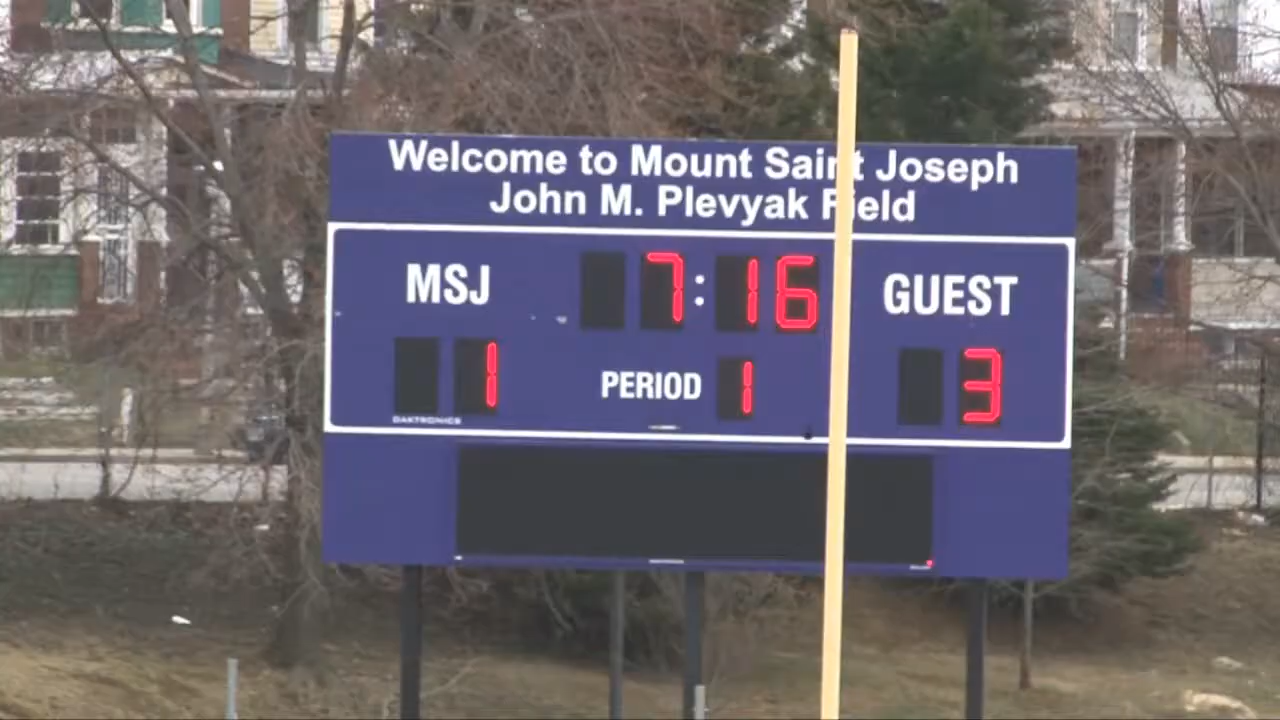 Welcome to Mount Saint Joseph
John M. Plevyak Field
MSJ 7:16 GUEST
1 PERIOD 1 3
DAKTRONICS